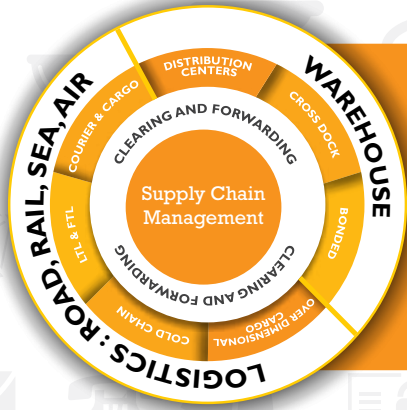 LOGISTICS : ROAD, RAIL, SEA, AIR
WAREHOUSE
COURIER & CARGO
DISTRIBUTION
CENTERS
CROSS DOCK
BONDED
OVER DIMENSIONAL
CARGO
COLD CHAIN
LTL & FTL
CLEARING AND FORWARDING
Supply Chain
Management
CLEARING AND FORWARDING